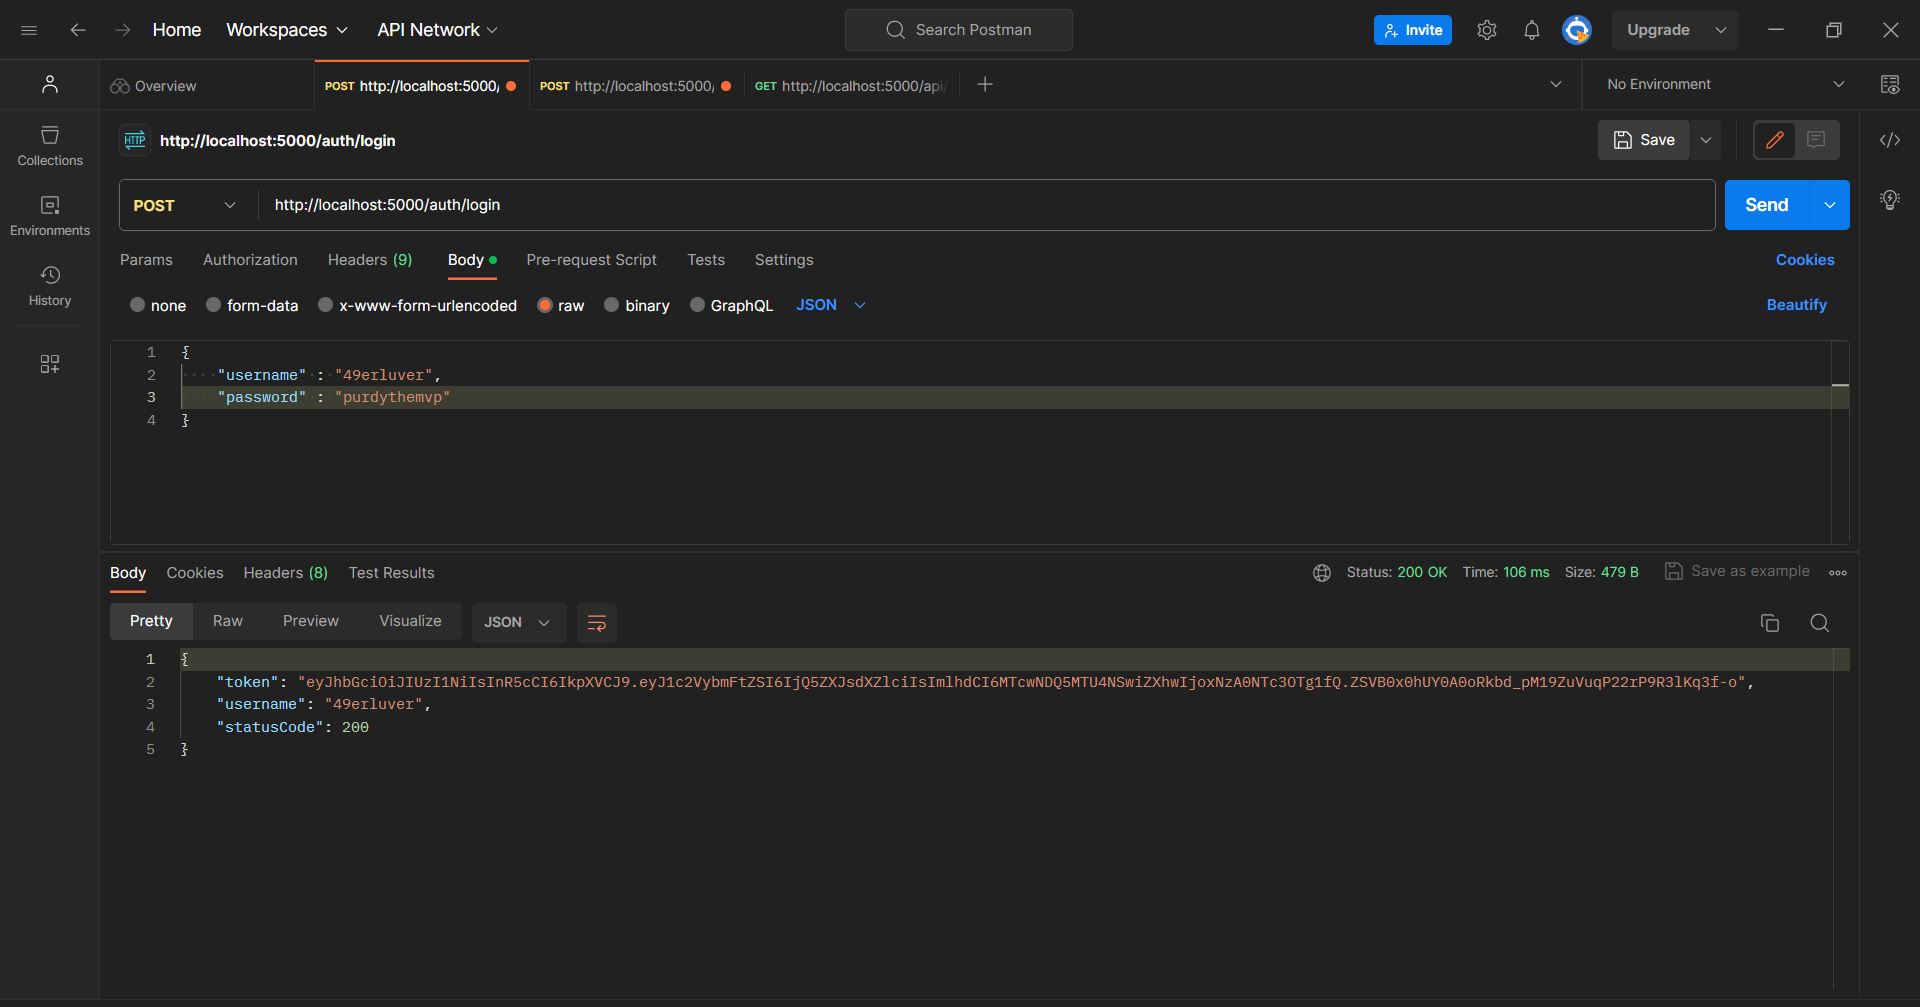 Home Workspaces API Network Search Postman Invite Upgrade
Overview POST http://localhost:5000/ POST http://localhost:5000/ GET http://localhost:5000/api/ No Environment
HTTP http://localhost:5000/auth/login Save
Collections
POST http://localhost:5000/auth/login Send
Environments
Params Authorization Headers (9) Body Pre-request Script Tests Settings Cookies
History
none form-data x-www-form-urlencoded raw binary GraphQL JSON Beautify
1 {
2 "username" : "49erluver",
3 "password" : "purdythemvp"
4 }
Body Cookies Headers (8) Test Results Status: 200 OK Time: 106 ms Size: 479 B Save as example
Pretty Raw Preview Visualize JSON
1 {
2 "token": "eyJhbGciOiJIUzI1NiIsInR5cCI6IkpXVCJ9.eyJ1c2VybmFtZSI6IjQ5ZXJsdXZlciIsImlhdCI6MTcwNDQ5MTU4NSwiZXhwIjoxNzA0NTc3OTg1fQ.ZSVB0x0hUY0A0oRkbd_pM19ZuVuqP22rP9R3lKq3f-o",
3 "username": "49erluver",
4 "statusCode": 200
5 }